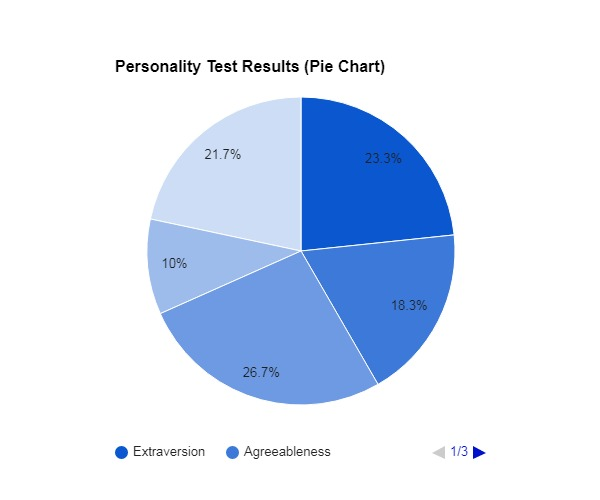 Personality Test Results (Pie Chart)
21.7%
23.3%
10%
18.3%
26.7%
Extraversion
Agreeableness
1/3